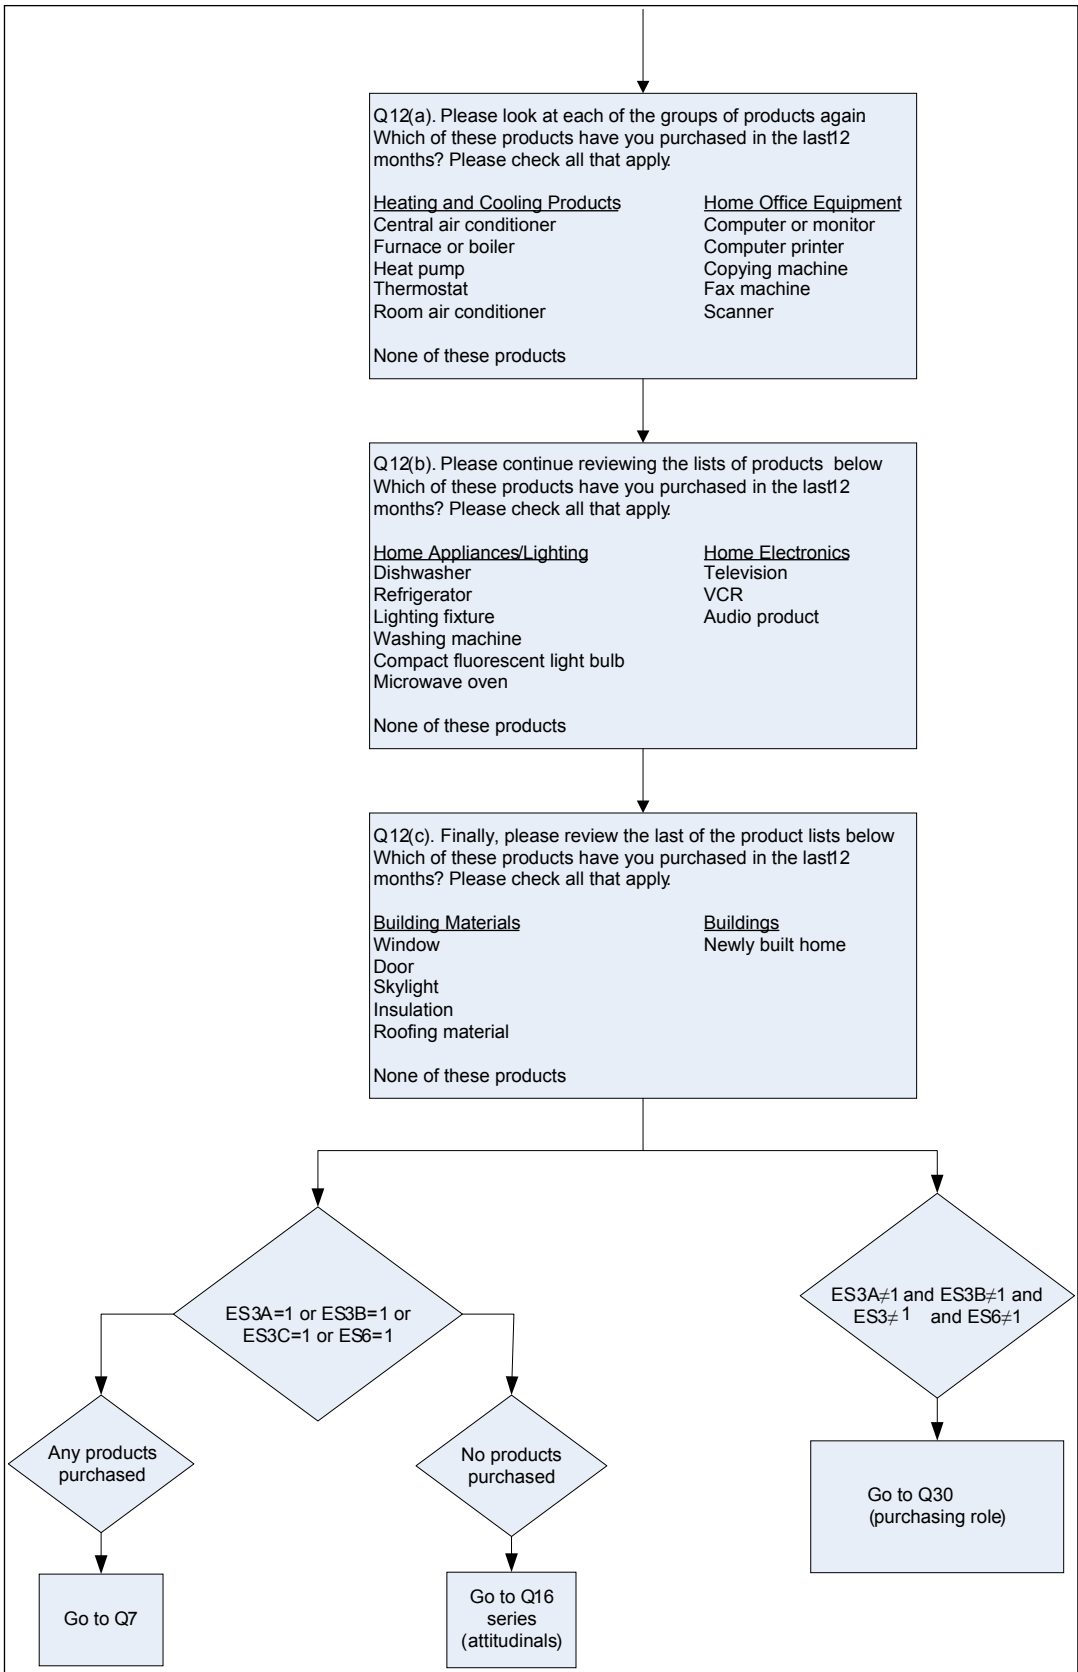 Q12(a). Please look at each of the groups of products again
Which of these products have you purchased in the last12
months? Please check all that apply.
Heating and Cooling Products
Central air conditioner
Furnace or boiler
Heat pump
Thermostat
Room air conditioner
Home Office Equipment
Computer or monitor
Computer printer
Copying machine
Fax machine
Scanner
None of these products
Q12(b). Please continue reviewing the lists of products below
Which of these products have you purchased in the last12
months? Please check all that apply.
Home Appliances/Lighting
Dishwasher
Refrigerator
Lighting fixture
Washing machine
Compact fluorescent light bulb
Microwave oven
Home Electronics
Television
VCR
Audio product
None of these products
Q12(c). Finally, please review the last of the product lists below
Which of these products have you purchased in the last12
months? Please check all that apply.
Building Materials
Window
Door
Skylight
Insulation
Roofing material
Buildings
Newly built home
None of these products
ES3A=1 or ES3B=1 or
ES3C=1 or ES6=1
ES3A≠1 and ES3B≠1 and
ES3≠1 and ES6≠1
Any products
purchased
No products
purchased
Go to Q30
(purchasing role)
Go to Q7
Go to Q16
series
(attitudinals)